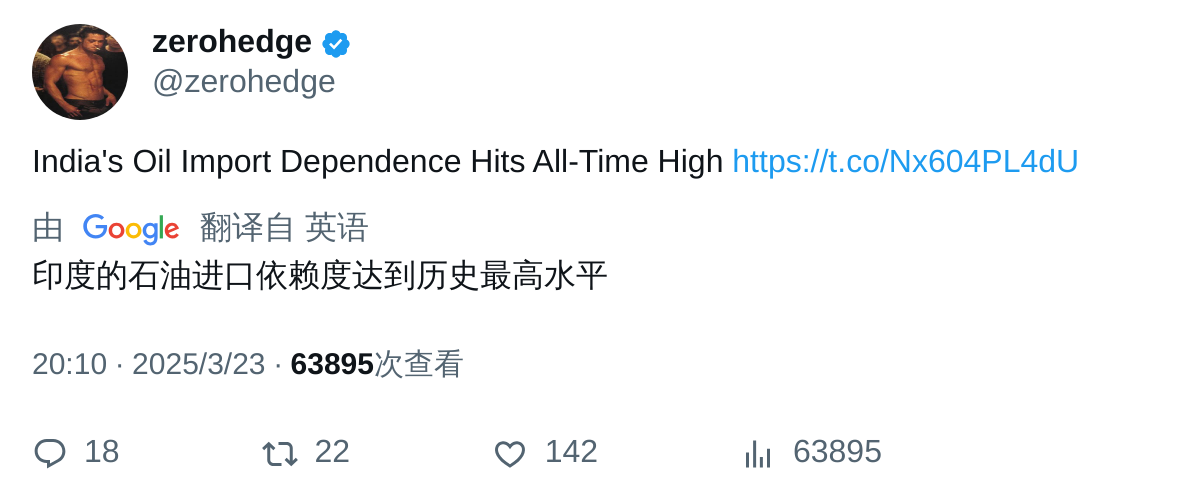 zerohedge
@zerohedge
India's Oil Import Dependence Hits All-Time High https://t.co/Nx604PL4dU
由 Google 翻译自 英语
印度的石油进口依赖度达到历史最高水平
20:10 · 2025/3/23 · 63895次查看
18 22 142 63895